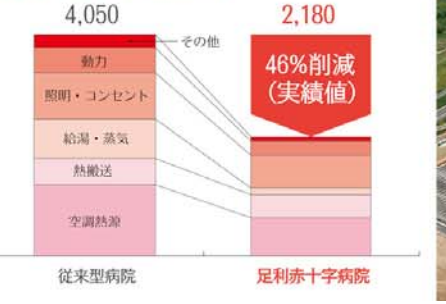 4,050
2,180
その他
46%削減
(実績値)
動力
照明・コンセント
給湯・蒸気
熱搬送
空調熱源
従来型病院
足利赤十字病院